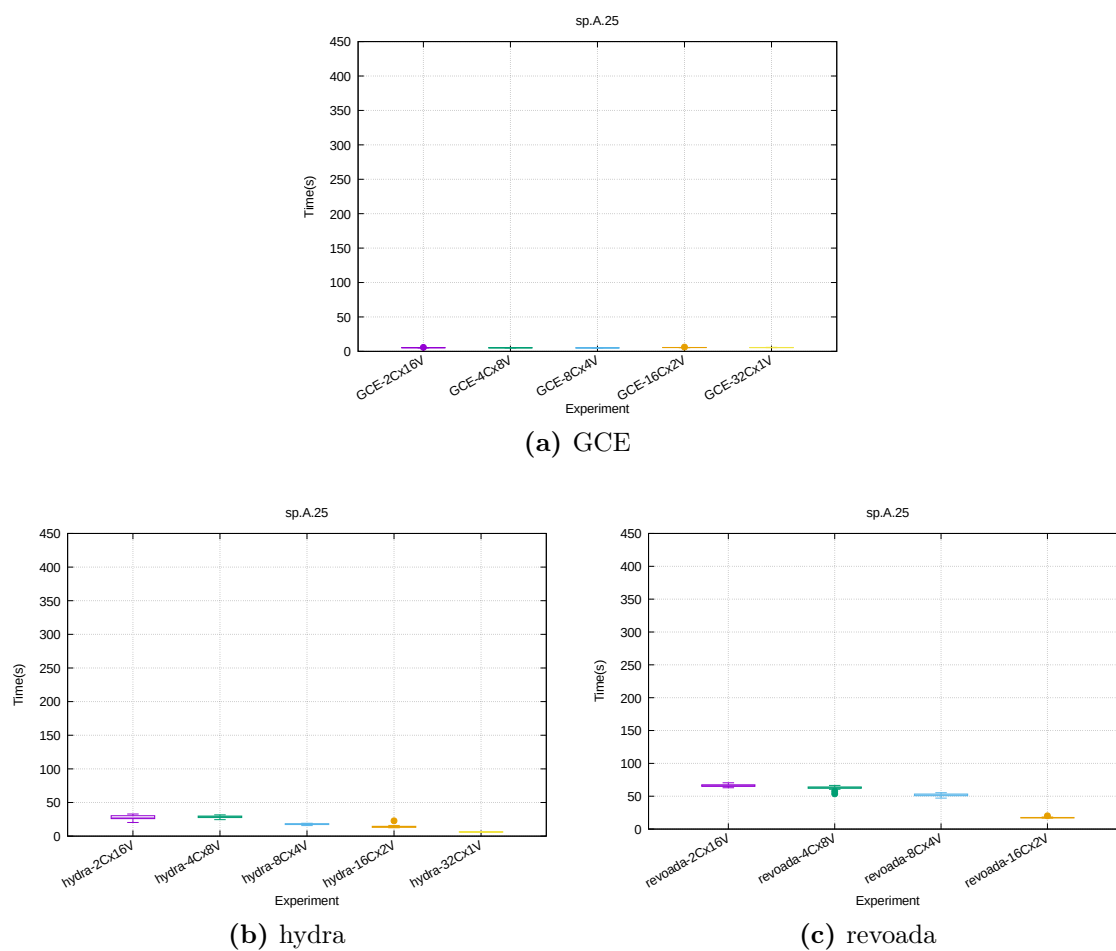 sp.A.25
450
400
350
300
250
200
150
100
50
0
Time(s)
GCE-2Cx16V
GCE-4Cx8V
GCE-8Cx4V
GCE-16Cx2V
GCE-32Cx1V
Experiment
(a) GCE
sp.A.25
450
400
350
300
250
200
150
100
50
0
Time(s)
hydra-2Cx16V
hydra-4Cx8V
hydra-8Cx4V
hydra-16Cx2V
hydra-32Cx1V
Experiment
(b) hydra
sp.A.25
450
400
350
300
250
200
150
100
50
0
Time(s)
revoada-2Cx16V
revoada-4Cx8V
revoada-8Cx4V
revoada-16Cx2V
Experiment
(c) revoada